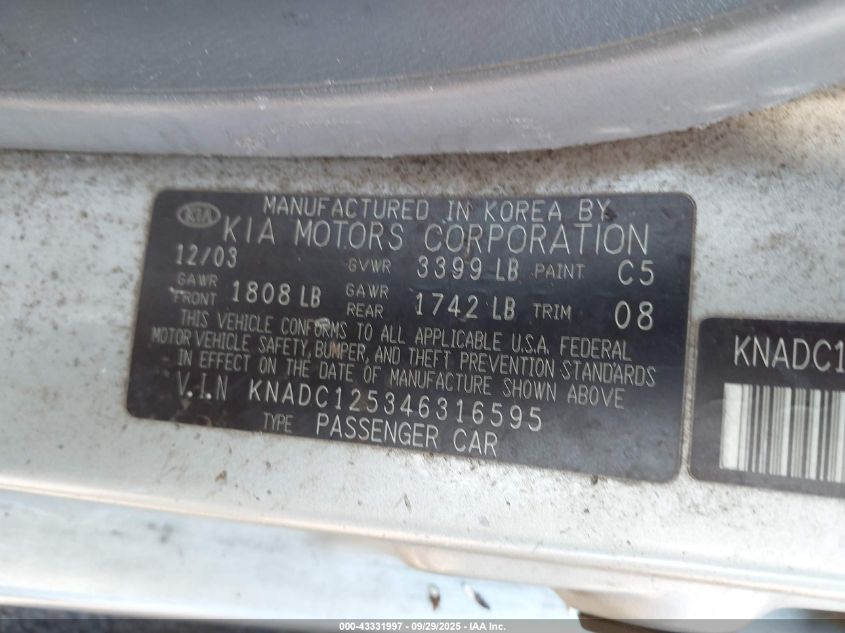 KIA
MANUFACTURED IN KOREA BY
KIA MOTORS CORPORATION
12/03 GVWR 3399 LB PAINT C5
GAWR FRONT 1808 LB GAWR REAR 1742 LB TRIM 08
THIS VEHICLE CONFORMS TO ALL APPLICABLE U.S.A. FEDERAL
MOTOR VEHICLE SAFETY, BUMPER, AND THEFT PREVENTION STANDARDS
IN EFFECT ON THE DATE OF MANUFACTURE SHOWN ABOVE
V.I.N KNADC125346316595
TYPE PASSENGER CAR
KNADC1
000-43331997 - 09/29/2025 - IAA Inc.